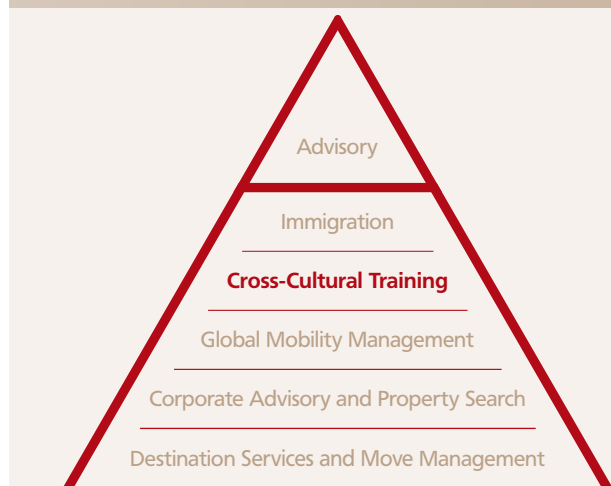 Advisory
Immigration
Cross-Cultural Training
Global Mobility Management
Corporate Advisory and Property Search
Destination Services and Move Management